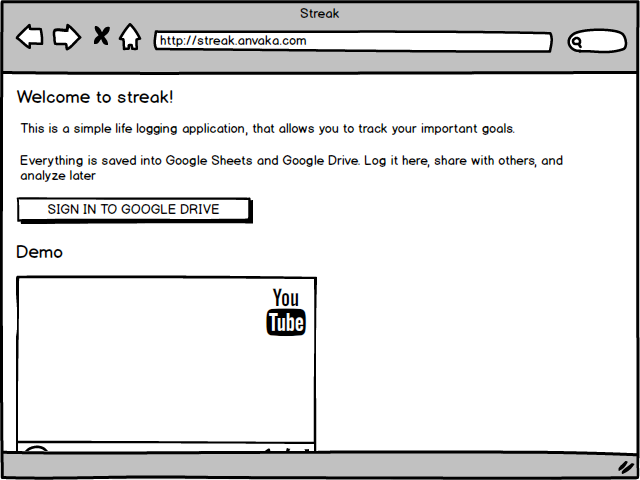 Streak
http://streak.anvaka.com
Welcome to streak!
This is a simple life logging application, that allows you to track your important goals.
Everything is saved into Google Sheets and Google Drive. Log it here, share with others, and
analyze later
SIGN IN TO GOOGLE DRIVE
Demo
You
Tube